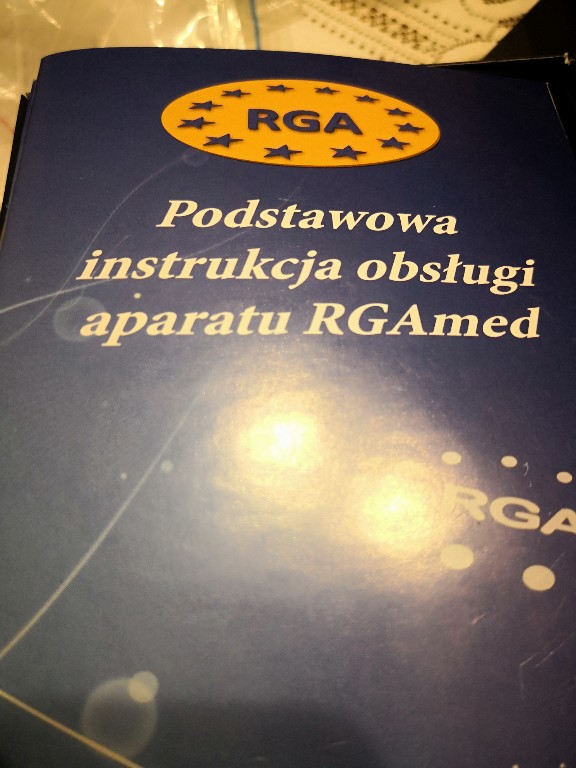 RGA
Podstawowa
instrukcja obsługi
aparatu RGAmed
RGA